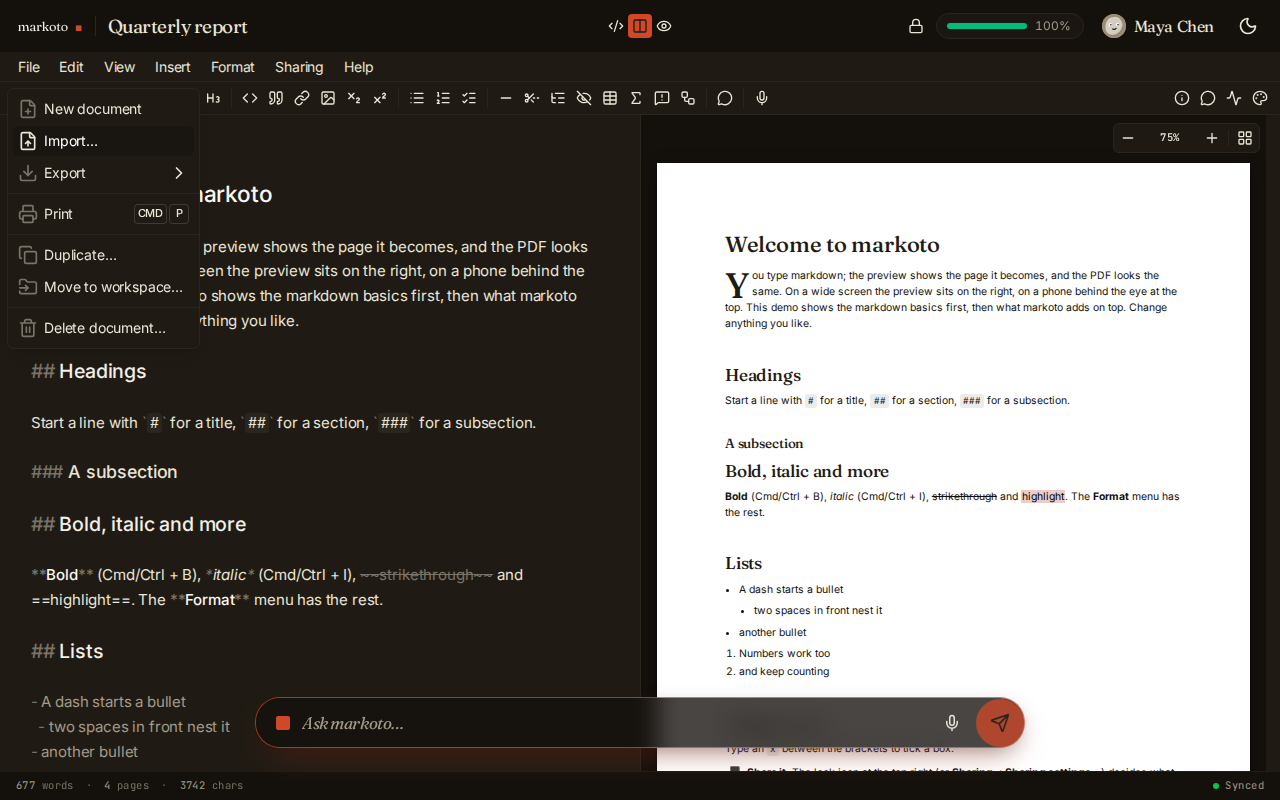 markoto
Quarterly report
100%
Maya Chen
File Edit View Insert Format Sharing Help
H3
New document
Import...
Export
Print CMD P
Duplicate...
Move to workspace...
Delete document...
75%
narkoto
preview shows the page it becomes, and the PDF looks
een the preview sits on the right, on a phone behind the
o shows the markdown basics first, then what markoto
ything you like.
## Headings
Start a line with `#` for a title, `##` for a section, `###` for a subsection.
### A subsection
## Bold, italic and more
**Bold** (Cmd/Ctrl + B), *italic* (Cmd/Ctrl + I), ~~strikethrough~~ and
==highlight==. The **Format** menu has the rest.
## Lists
- A dash starts a bullet
- two spaces in front nest it
- another bullet
Welcome to markoto
You type markdown; the preview shows the page it becomes, and the PDF looks the
same. On a wide screen the preview sits on the right, on a phone behind the eye at the
top. This demo shows the markdown basics first, then what markoto adds on top. Change
anything you like.
Headings
Start a line with # for a title, ## for a section, ### for a subsection.
A subsection
Bold, italic and more
Bold (Cmd/Ctrl + B), italic (Cmd/Ctrl + I), strikethrough and highlight. The Format menu has
the rest.
Lists
• A dash starts a bullet
• two spaces in front nest it
• another bullet
1. Numbers work too
2. and keep counting
Type an x between the brackets to tick a box.
Ask markoto...
677 words · 4 pages · 3742 chars
Synced